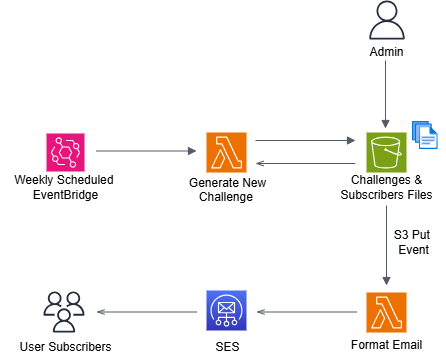 Admin
Weekly Scheduled
EventBridge
Generate New
Challenge
Challenges &
Subscribers Files
S3 Put
Event
User Subscribers
SES
Format Email